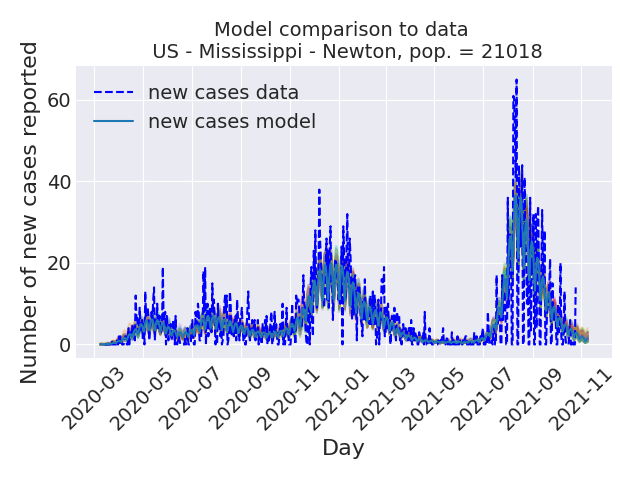 Model comparison to data
US - Mississippi - Newton, pop. = 21018
new cases data
new cases model
Number of new cases reported
60
40
20
0
2020-03
2020-05
2020-07
2020-09
2020-11
2021-01
2021-03
2021-05
2021-07
2021-09
2021-11
Day